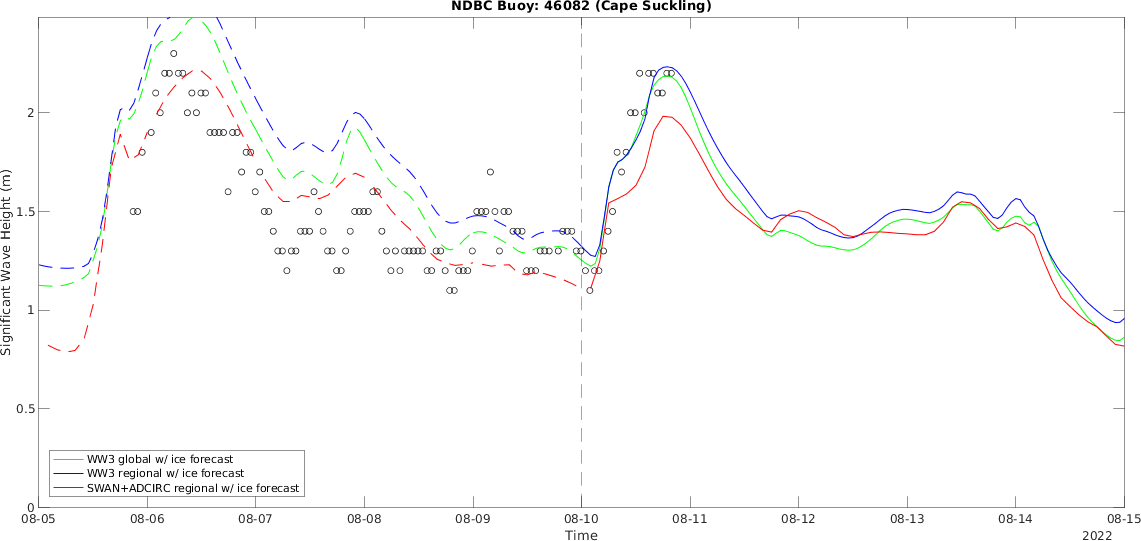 NDBC Buoy: 46082 (Cape Suckling)
Significant Wave Height (m)
2
1.5
1
0.5
0
WW3 global w/ ice forecast
WW3 regional w/ ice forecast
SWAN+ADCIRC regional w/ ice forecast
08-05 08-06 08-07 08-08 08-09 08-10 08-11 08-12 08-13 08-14 08-15
Time
2022